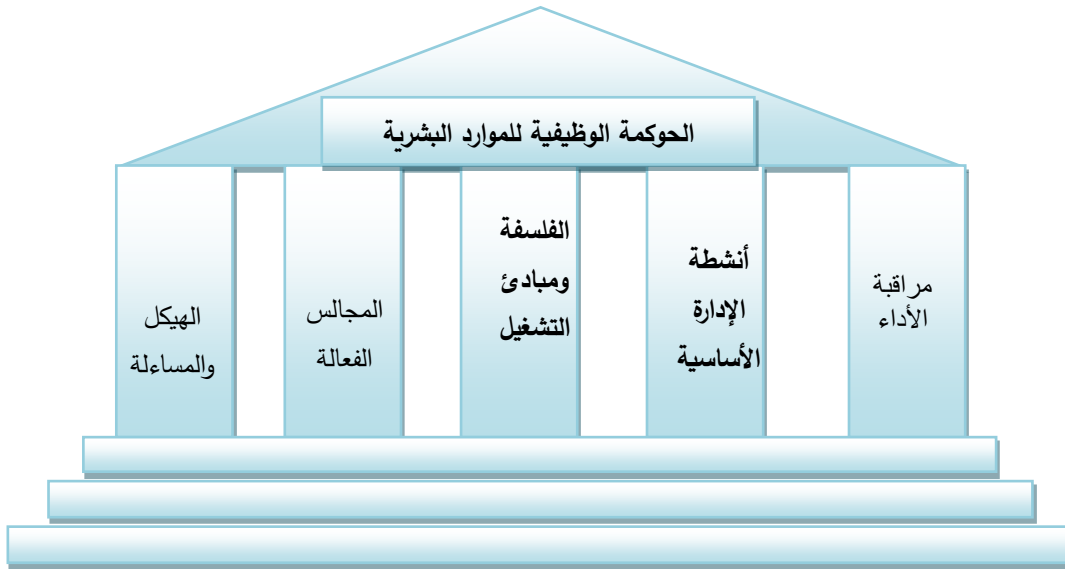 الحوكمة الوظيفية للموارد البشرية
مراقبة
الأداء
أنشطة
الإدارة
الأساسية
الفلسفة
ومبادئ
التشغيل
المجالس
الفعالة
الهيكل
والمساءلة